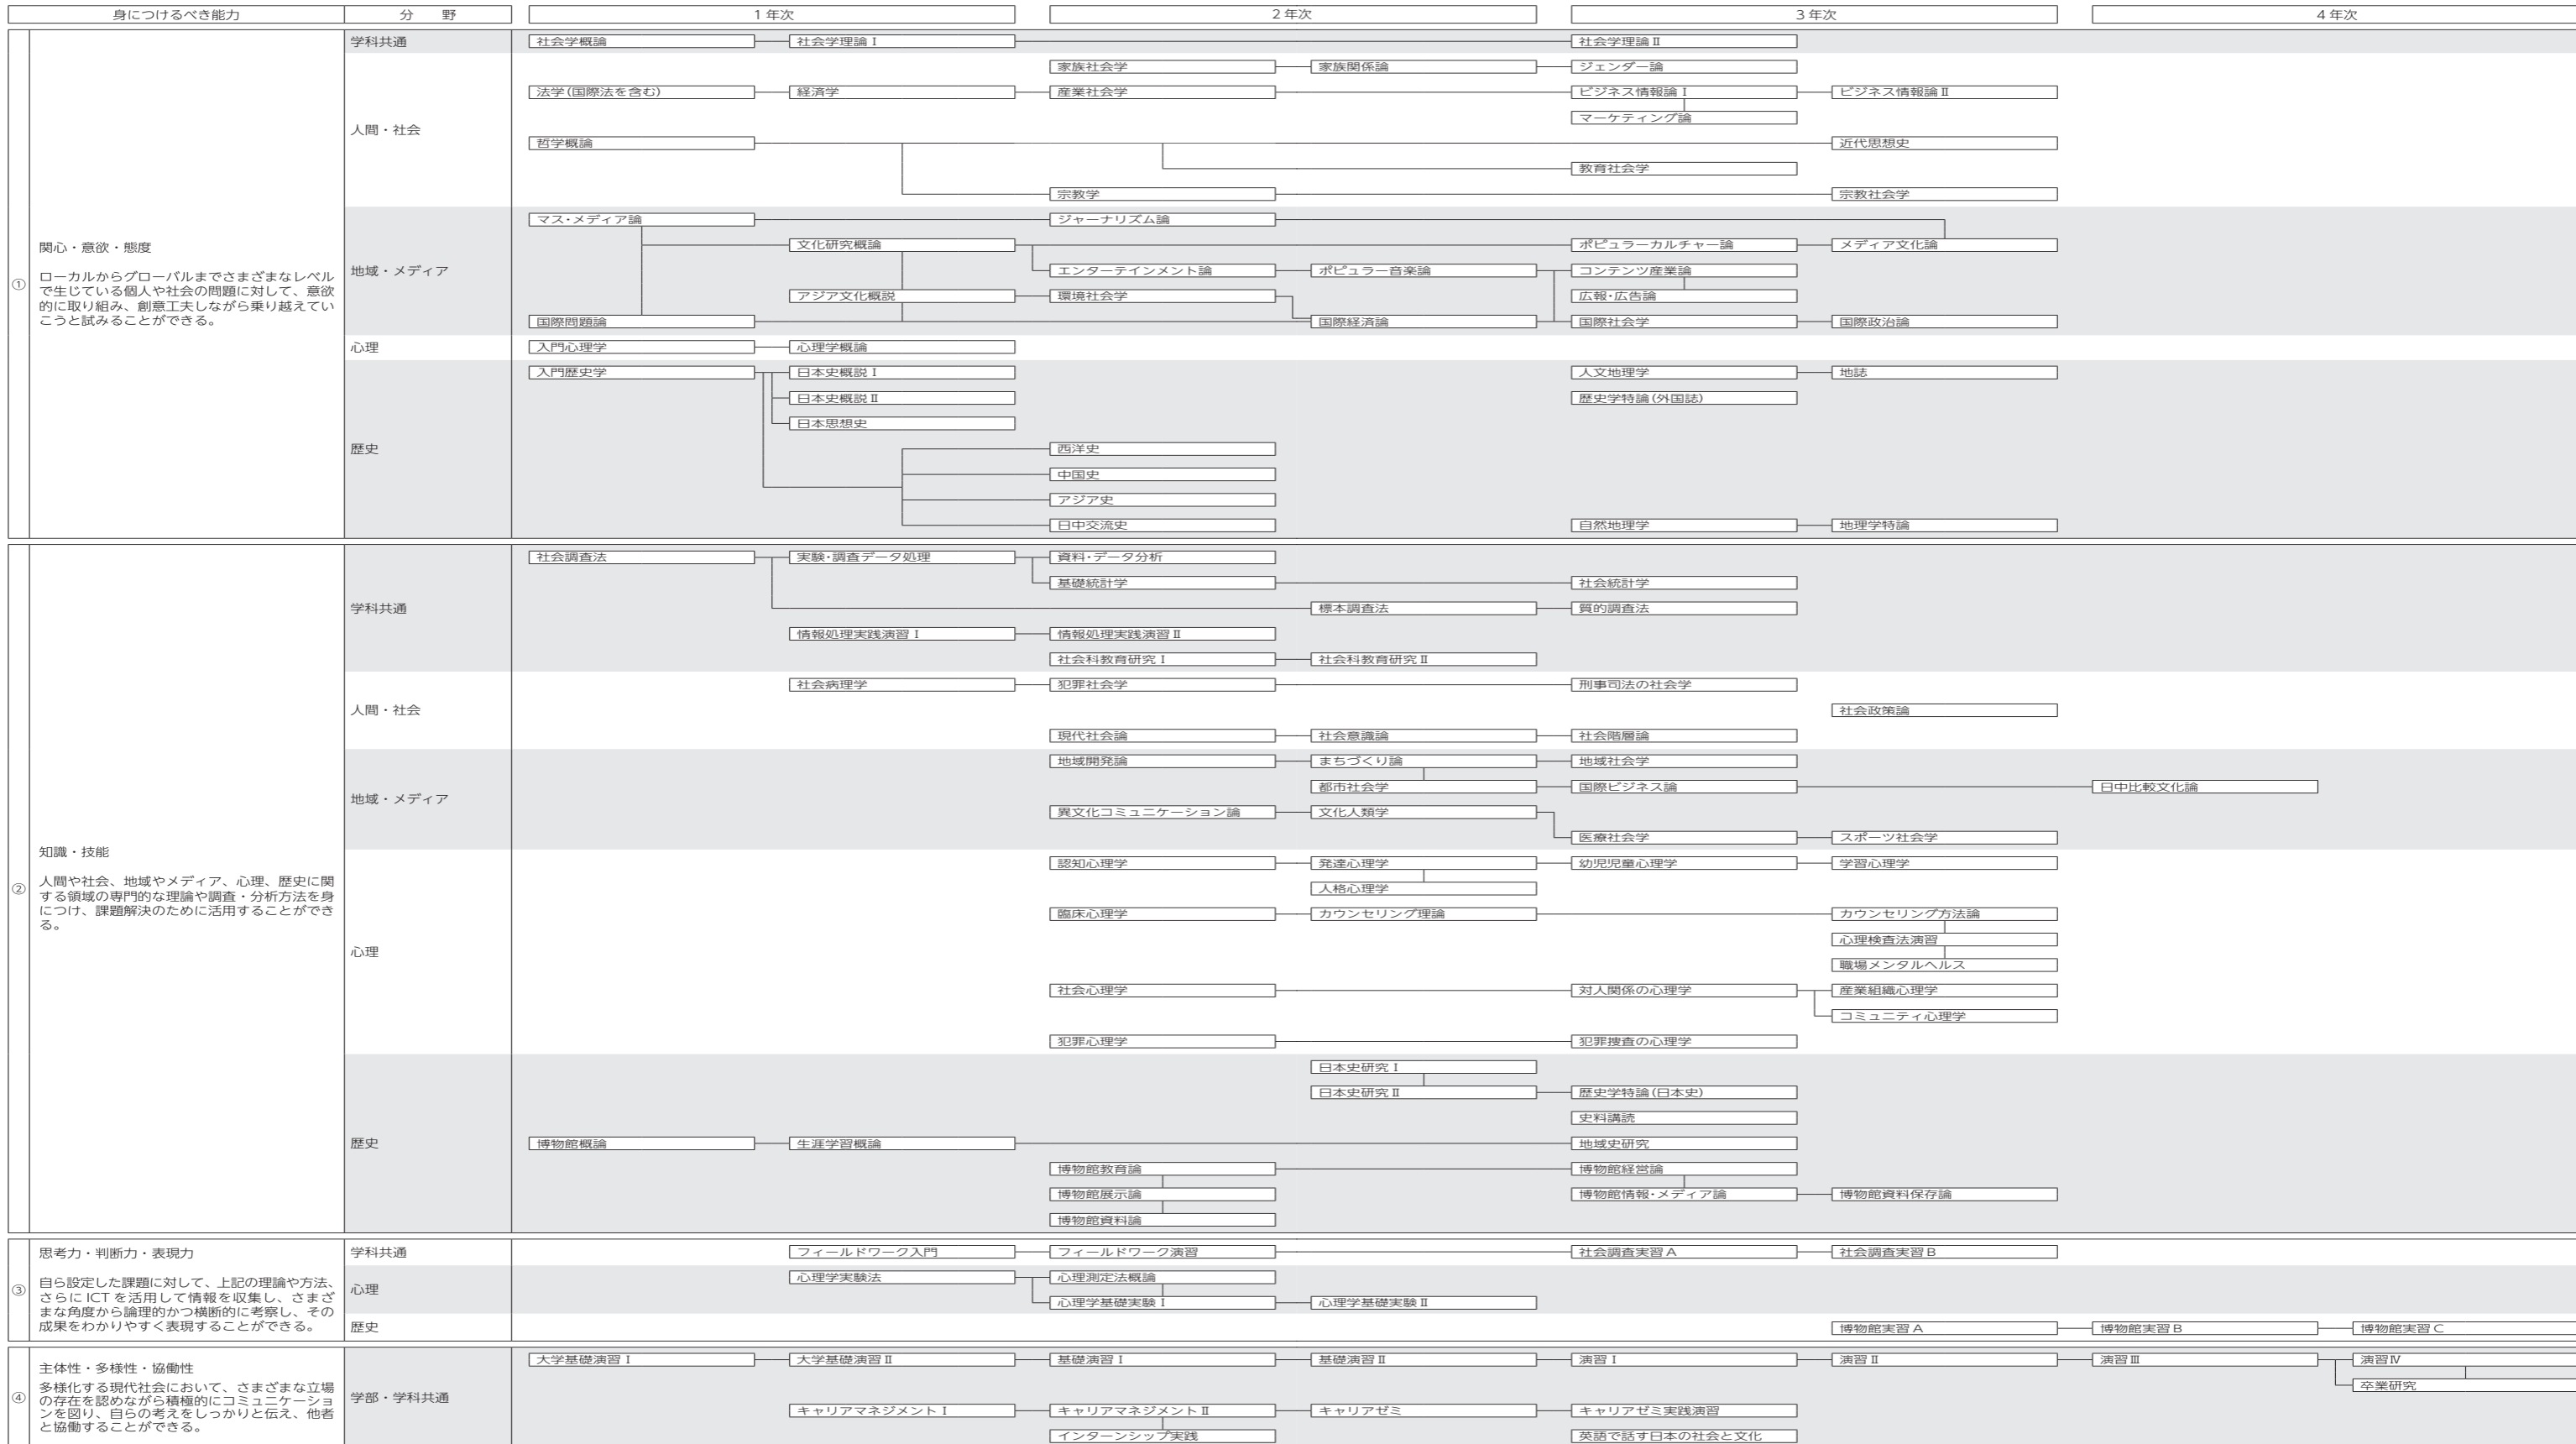 身につけるべき能力 分　野 1 年次 2 年次 3 年次 4 年次
①
関心・意欲・態度
ローカルからグローバルまでさまざまなレベル
で生じている個人や社会の問題に対して、意欲
的に取り組み、創意工夫しながら乗り越えてい
こうと試みることができる。
学科共通
社会学概論 社会学理論 I 社会学理論 II
人間・社会
家族社会学 家族関係論 ジェンダー論
法学(国際法を含む) 経済学 産業社会学 ビジネス情報論 I ビジネス情報論 II
マーケティング論
哲学概論 近代思想史
教育社会学
宗教学 宗教社会学
地域・メディア
マス・メディア論 ジャーナリズム論
文化研究概論 ポピュラーカルチャー論 メディア文化論
エンターテインメント論 ポピュラー音楽論 コンテンツ産業論
アジア文化概説 環境社会学 広報・広告論
国際問題論 国際経済論 国際社会学 国際政治論
心理
入門心理学 心理学概論
歴史
入門歴史学 日本史概説 I 人文地理学 地誌
日本史概説 II 歴史学特論(外国誌)
日本思想史
西洋史
中国史
アジア史
日中交流史 自然地理学 地理学特論
②
知識・技能
人間や社会、地域やメディア、心理、歴史に関
する領域の専門的な理論や調査・分析方法を身
につけ、課題解決のために活用することができ
る。
学科共通
社会調査法 実験・調査データ処理 資料・データ分析
基礎統計学 社会統計学
標本調査法 質的調査法
情報処理実践演習 I 情報処理実践演習 II
社会科教育研究 I 社会科教育研究 II
人間・社会
社会病理学 犯罪社会学 刑事司法の社会学
社会政策論
現代社会論 社会意識論 社会階層論
地域・メディア
地域開発論 まちづくり論 地域社会学
都市社会学 国際ビジネス論 日中比較文化論
異文化コミュニケーション論 文化人類学
医療社会学 スポーツ社会学
心理
認知心理学 発達心理学 幼児児童心理学 学習心理学
人格心理学
臨床心理学 カウンセリング理論 カウンセリング方法論
心理検査法演習
職場メンタルヘルス
社会心理学 対人関係の心理学 産業組織心理学
コミュニティ心理学
犯罪心理学 犯罪捜査の心理学
歴史
日本史研究 I
日本史研究 II 歴史学特論(日本史)
史料講読
博物館概論 生涯学習概論 地域史研究
博物館教育論 博物館経営論
博物館展示論 博物館情報・メディア論 博物館資料保存論
博物館資料論
③
思考力・判断力・表現力
自ら設定した課題に対して、上記の理論や方法、
さらに ICT を活用して情報を収集し、さまざ
まな角度から論理的かつ横断的に考察し、その
成果をわかりやすく表現することができる。
学科共通
フィールドワーク入門 フィールドワーク演習 社会調査実習 A 社会調査実習 B
心理
心理学実験法 心理測定法概論
心理学基礎実験 I 心理学基礎実験 II
歴史
博物館実習 A 博物館実習 B 博物館実習 C
④
主体性・多様性・協働性
多様化する現代社会において、さまざまな立場
の存在を認めながら積極的にコミュニケーショ
ンを図り、自らの考えをしっかりと伝え、他者
と協働することができる。
学部・学科共通
大学基礎演習 I 大学基礎演習 II 基礎演習 I 基礎演習 II 演習 I 演習 II 演習 III 演習 IV
卒業研究
キャリアマネジメント I キャリアマネジメント II キャリアゼミ キャリアゼミ実践演習
インターンシップ実践 英語で話す日本の社会と文化